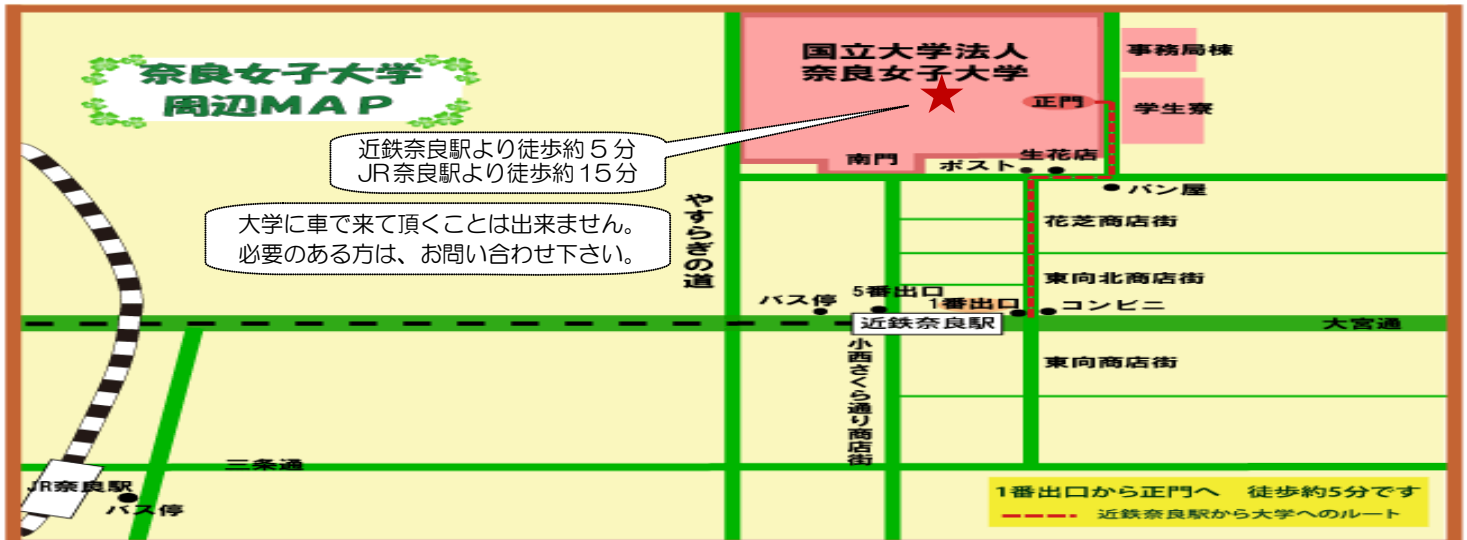 奈良女子大学
周辺MAP
国立大学法人
奈良女子大学
事務局棟
正門
学生寮
近鉄奈良駅より徒歩約5分
JR奈良駅より徒歩約15分
南門
生花店
ポスト
パン屋
大学に車で来て頂くことは出来ません。
必要のある方は、お問い合わせ下さい。
やすらぎの道
花芝商店街
東向北商店街
バス停
5番出口
1番出口
コンビニ
近鉄奈良駅
大宮通
小西さくら通り商店街
東向商店街
三条通
JR奈良駅
バス停
1番出口から正門へ 徒歩約5分です
近鉄奈良駅から大学へのルート